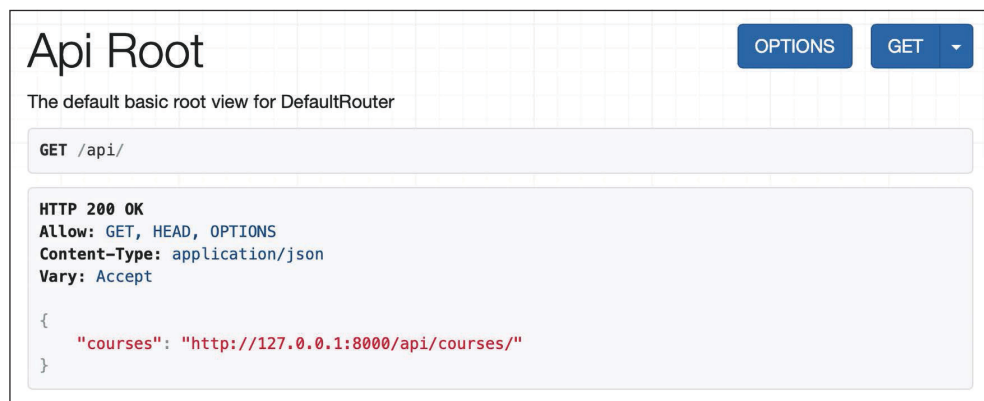 Api Root
OPTIONS
GET
The default basic root view for DefaultRouter
GET /api/
HTTP 200 OK
Allow: GET, HEAD, OPTIONS
Content-Type: application/json
Vary: Accept
{
"courses": "http://127.0.0.1:8000/api/courses/"
}